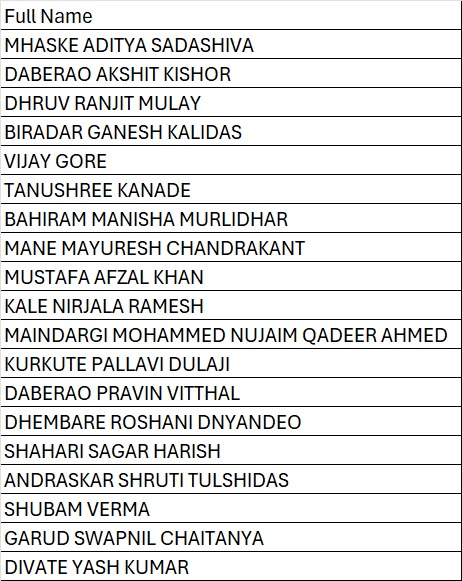 Full Name
MHASKE ADITYA SADASHIVA
DABERAO AKSHIT KISHOR
DHRUV RANJIT MULAY
BIRADAR GANESH KALIDAS
VIJAY GORE
TANUSHREE KANADE
BAHIRAM MANISHA MURLIDHAR
MANE MAYURESH CHANDRAKANT
MUSTAFA AFZAL KHAN
KALE NIRJALA RAMESH
MAINDARGI MOHAMMED NUJAIM QADEER AHMED
KURKUTE PALLAVI DULAJI
DABERAO PRAVIN VITTHAL
DHEMBARE ROSHANI DNYANDEO
SHAHARI SAGAR HARISH
ANDRASKAR SHRUTI TULSHIDAS
SHUBAM VERMA
GARUD SWAPNIL CHAITANYA
DIVATE YASH KUMAR